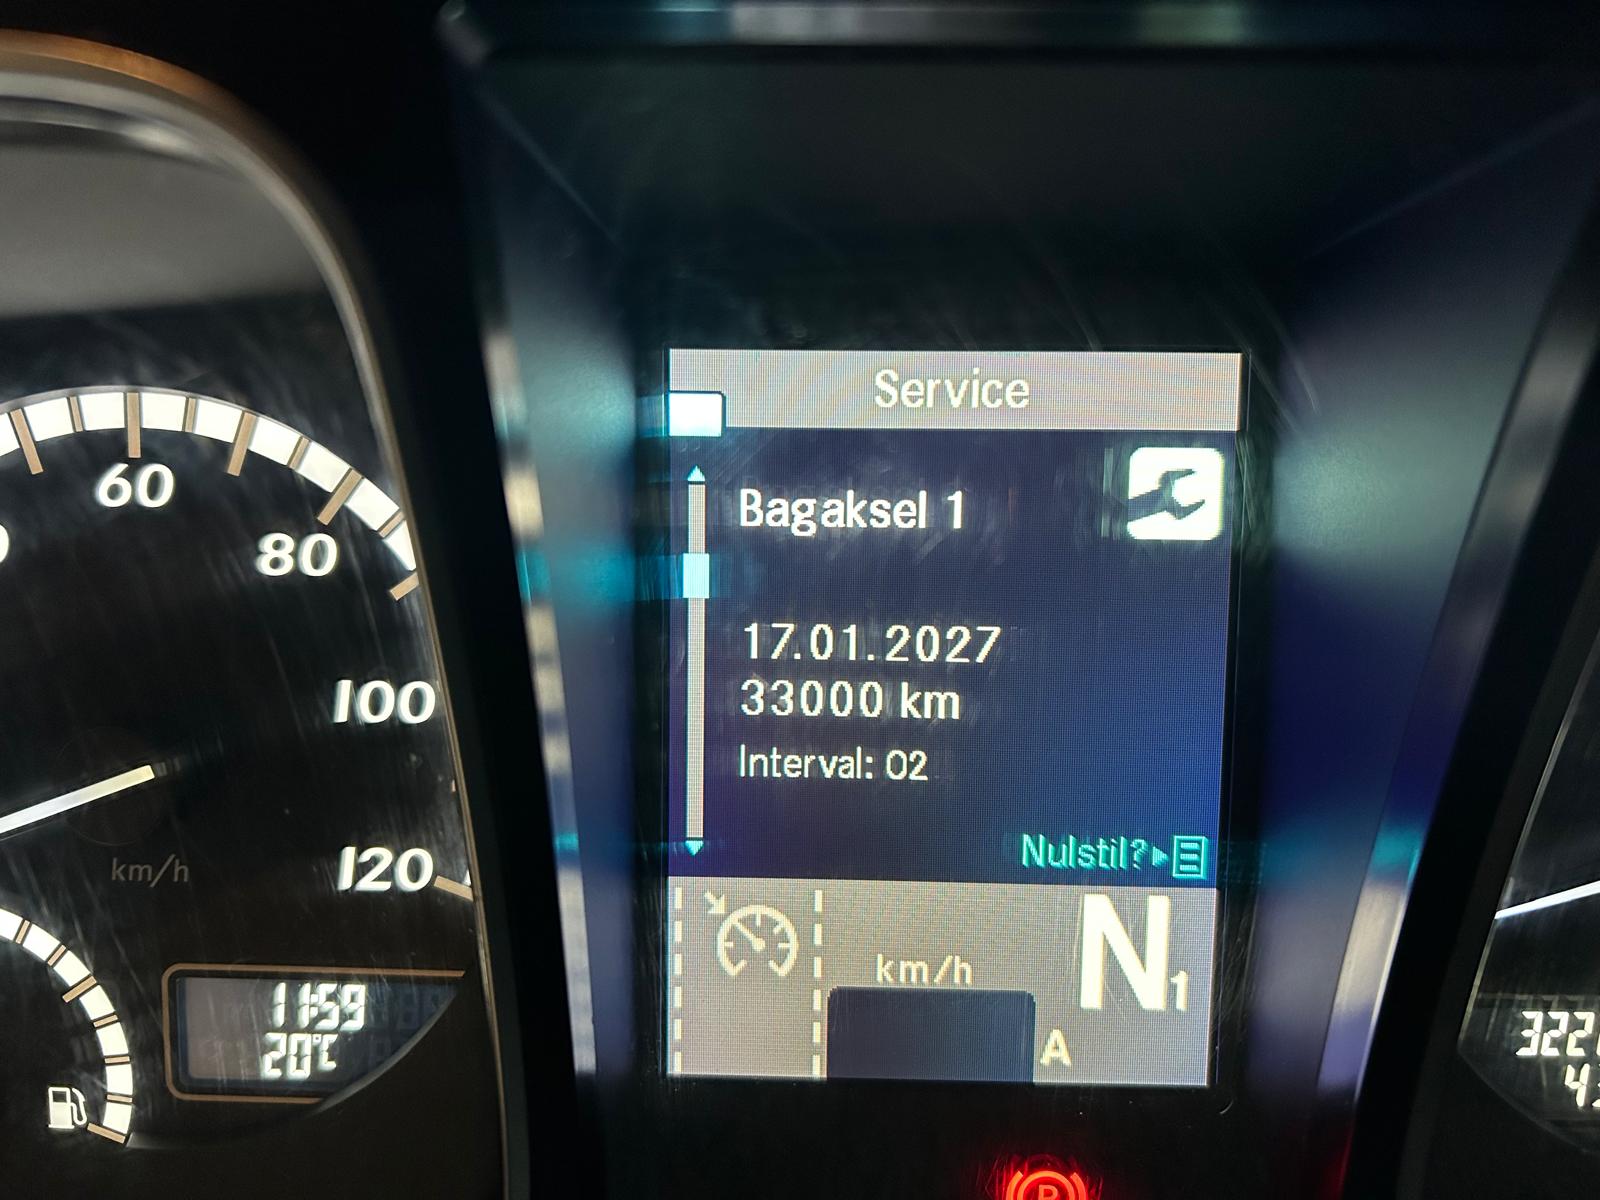 Service
Bagaksel 1
17.01.2027
33000 km
Interval: 02
Nulstil?
km/h
N1
A
60
80
100
120
km/h
11:59
20°C
P